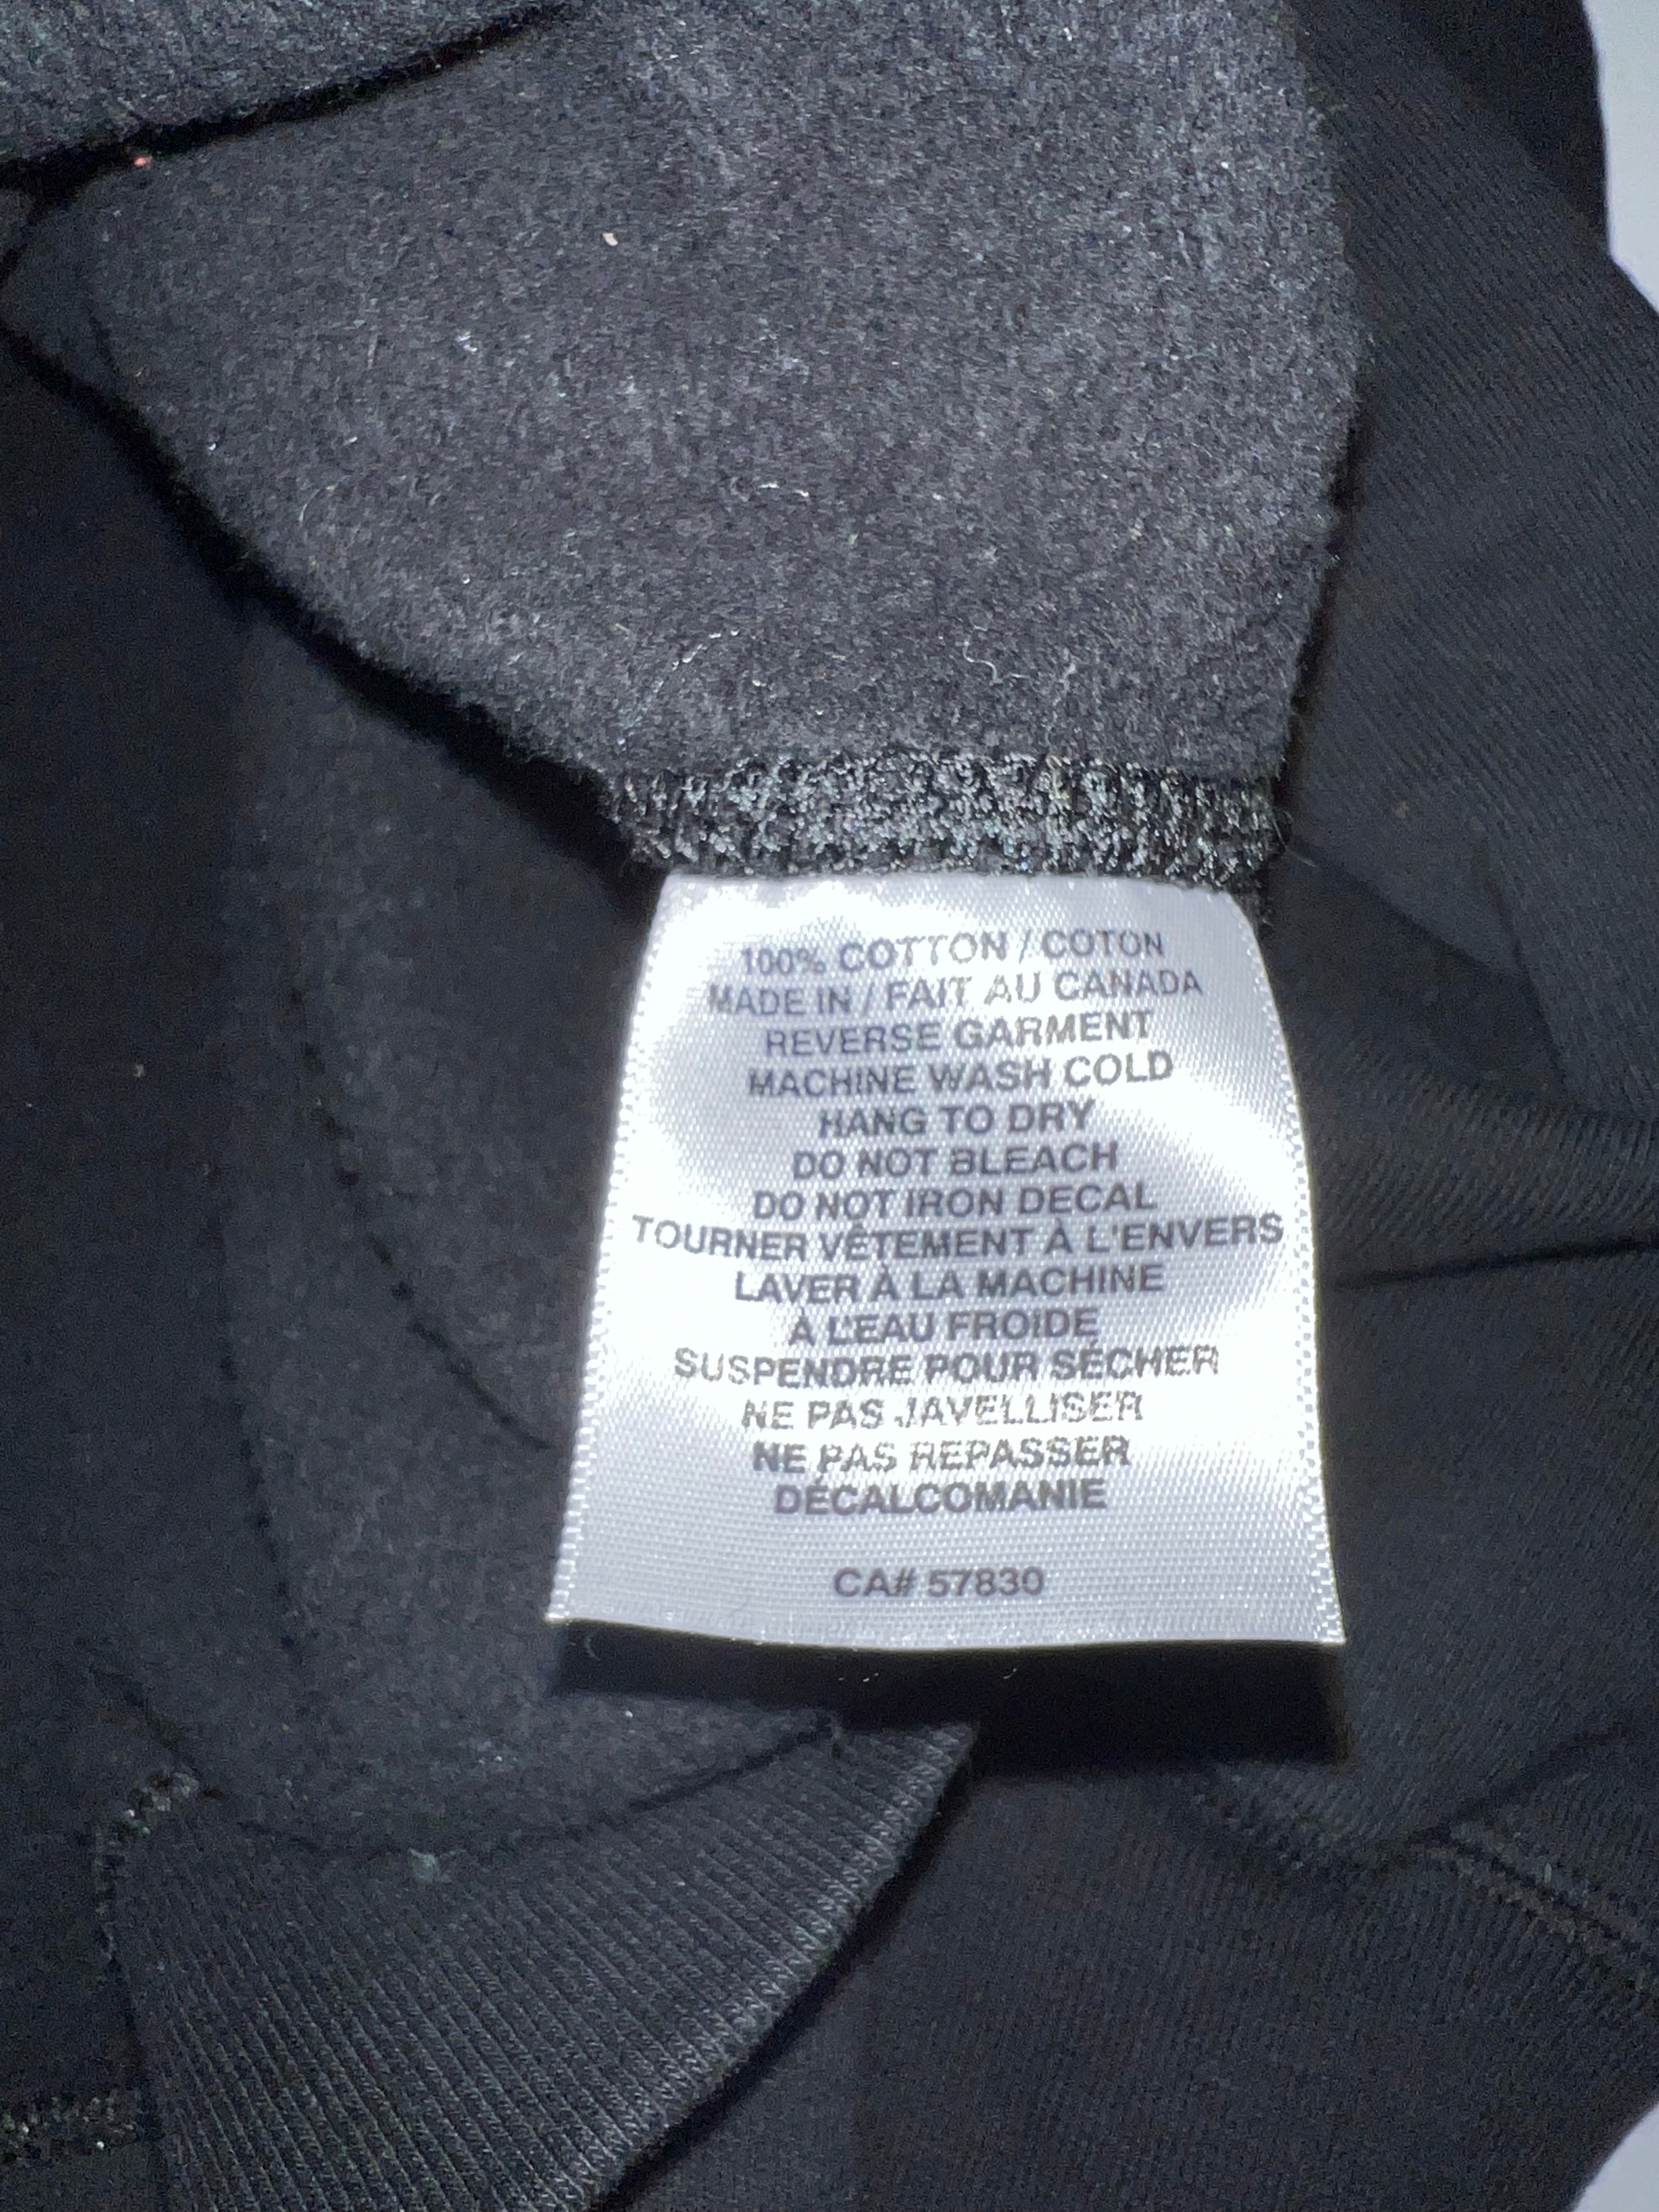 100% COTTON / COTON
MADE IN / FAIT AU CANADA
REVERSE GARMENT
MACHINE WASH COLD
HANG TO DRY
DO NOT BLEACH
DO NOT IRON DECAL
TOURNER VÊTEMENT À L'ENVERS
LAVER À LA MACHINE
À L'EAU FROIDE
SUSPENDRE POUR SÉCHER
NE PAS JAVELLISER
NE PAS REPASSER
DÉCALCOMANIE
CA# 57830